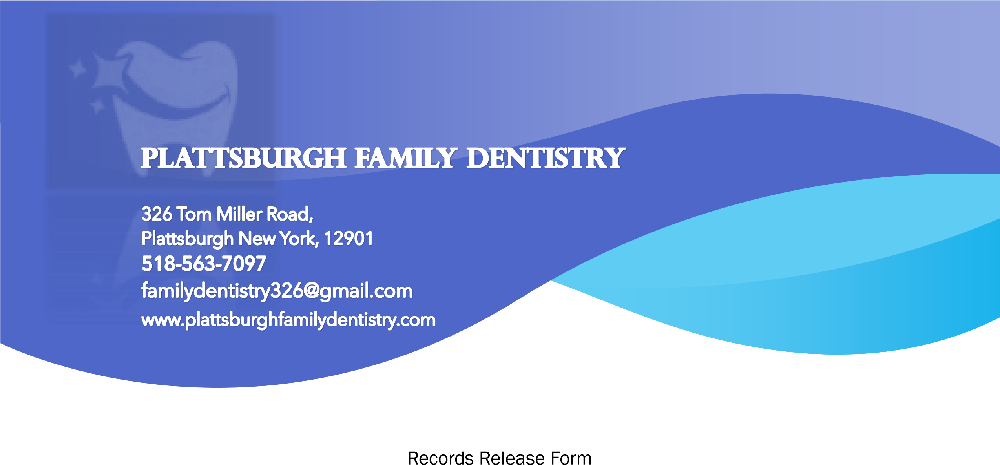 PLATTSBURGH FAMILY DENTISTRY
326 Tom Miller Road,
Plattsburgh New York, 12901
518-563-7097
familydentistry326@gmail.com
www.plattsburghfamilydentistry.com
Records Release Form